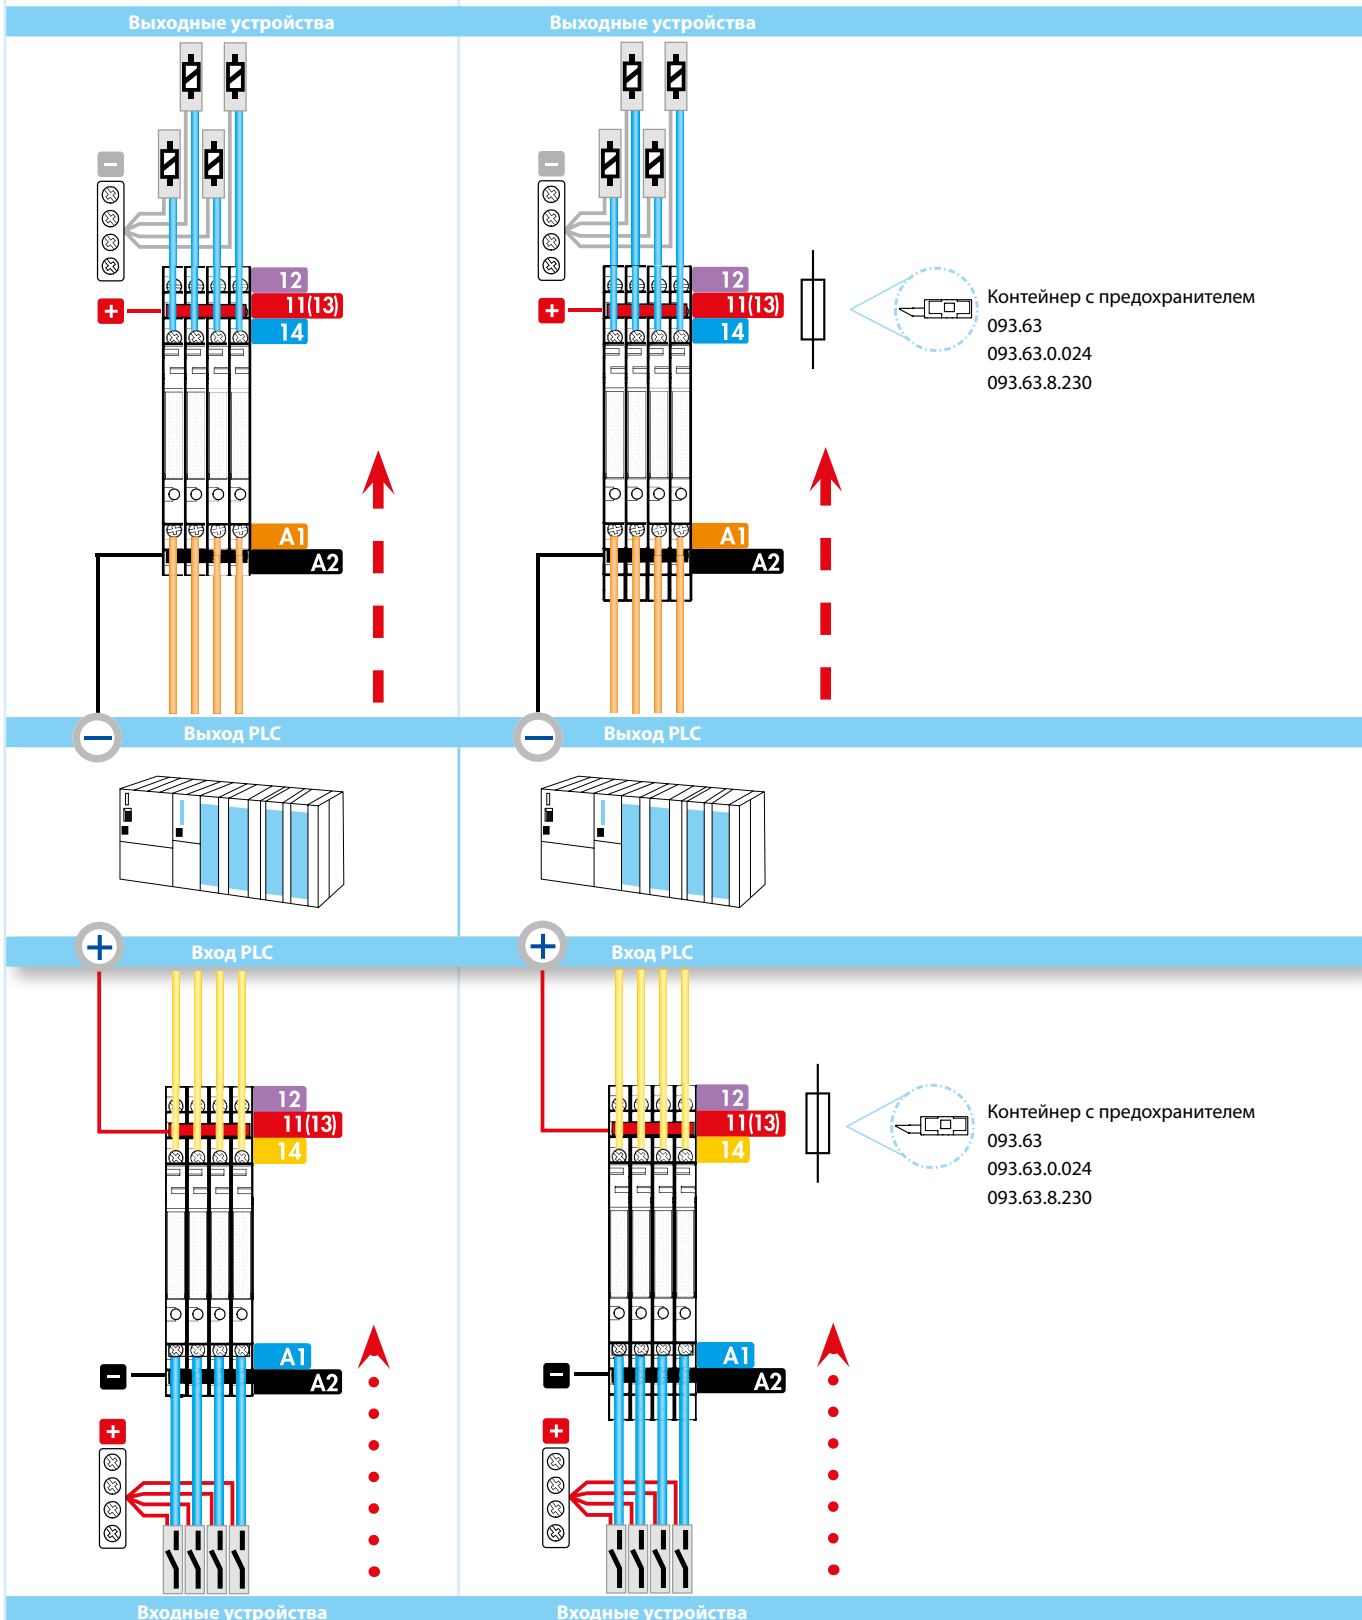 Выходные устройства
Выходные устройства
−
−
12
12
+
11(13)
+
11(13)
14
14
Контейнер с предохранителем
093.63
093.63.0.024
093.63.8.230
A1
A1
A2
A2
−
Выход PLC
−
Выход PLC
+
Вход PLC
+
Вход PLC
12
12
11(13)
11(13)
14
14
Контейнер с предохранителем
093.63
093.63.0.024
093.63.8.230
A1
A1
−
A2
−
A2
+
+
Входные устройства
Входные устройства